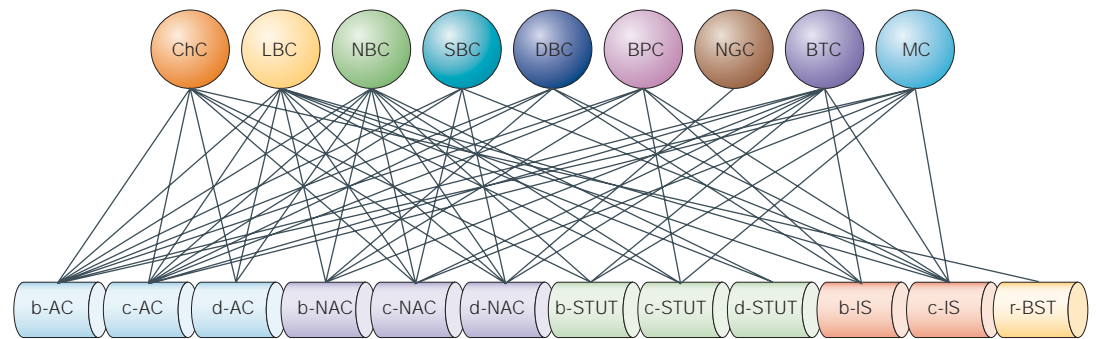 ChC LBC NBC SBC DBC BPC NGC BTC MC
b-AC c-AC d-AC b-NAC c-NAC d-NAC b-STUT c-STUT d-STUT b-IS c-IS r-BST